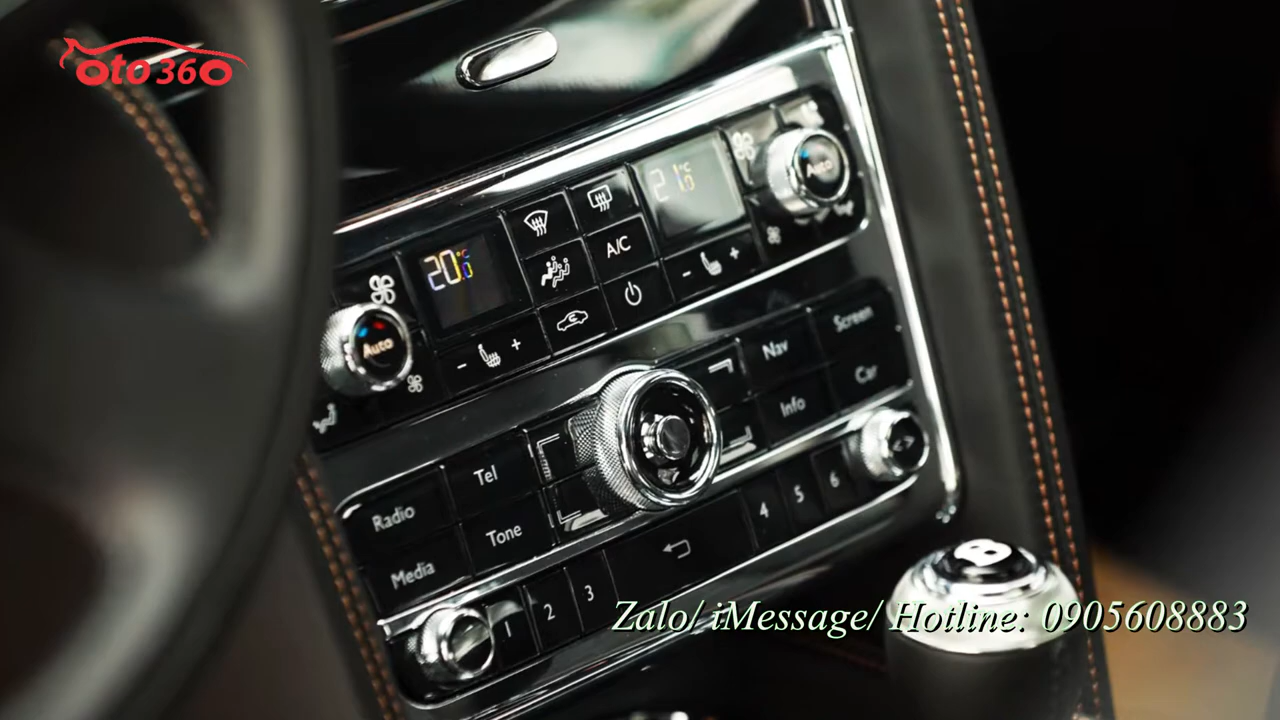 oto360
21.°C
Auto
20.°C
A/C
- +
Auto
- +
Screen
Nav
Car
Info
Tel
Radio
Tone
Media
4 5 6
1 2 3
B
Zalo/ iMessage/ Hotline: 0905608883